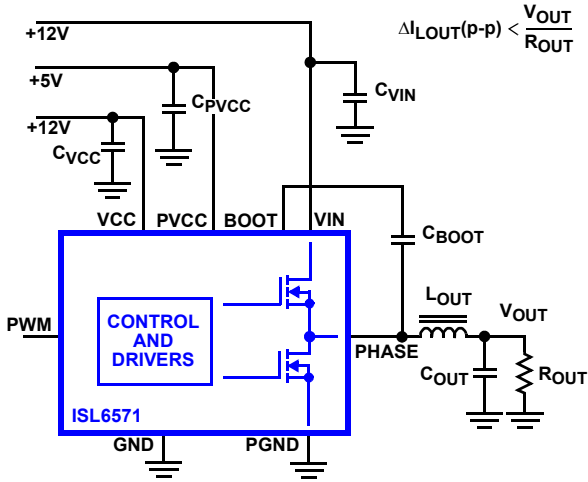 +12V
ΔI_LOUT(p-p) < V_OUT / R_OUT
+5V
C_PVCC
C_VIN
+12V
C_VCC
VCC
PVCC
BOOT
VIN
C_BOOT
L_OUT
V_OUT
PWM
CONTROL
AND
DRIVERS
PHASE
C_OUT
R_OUT
ISL6571
GND
PGND